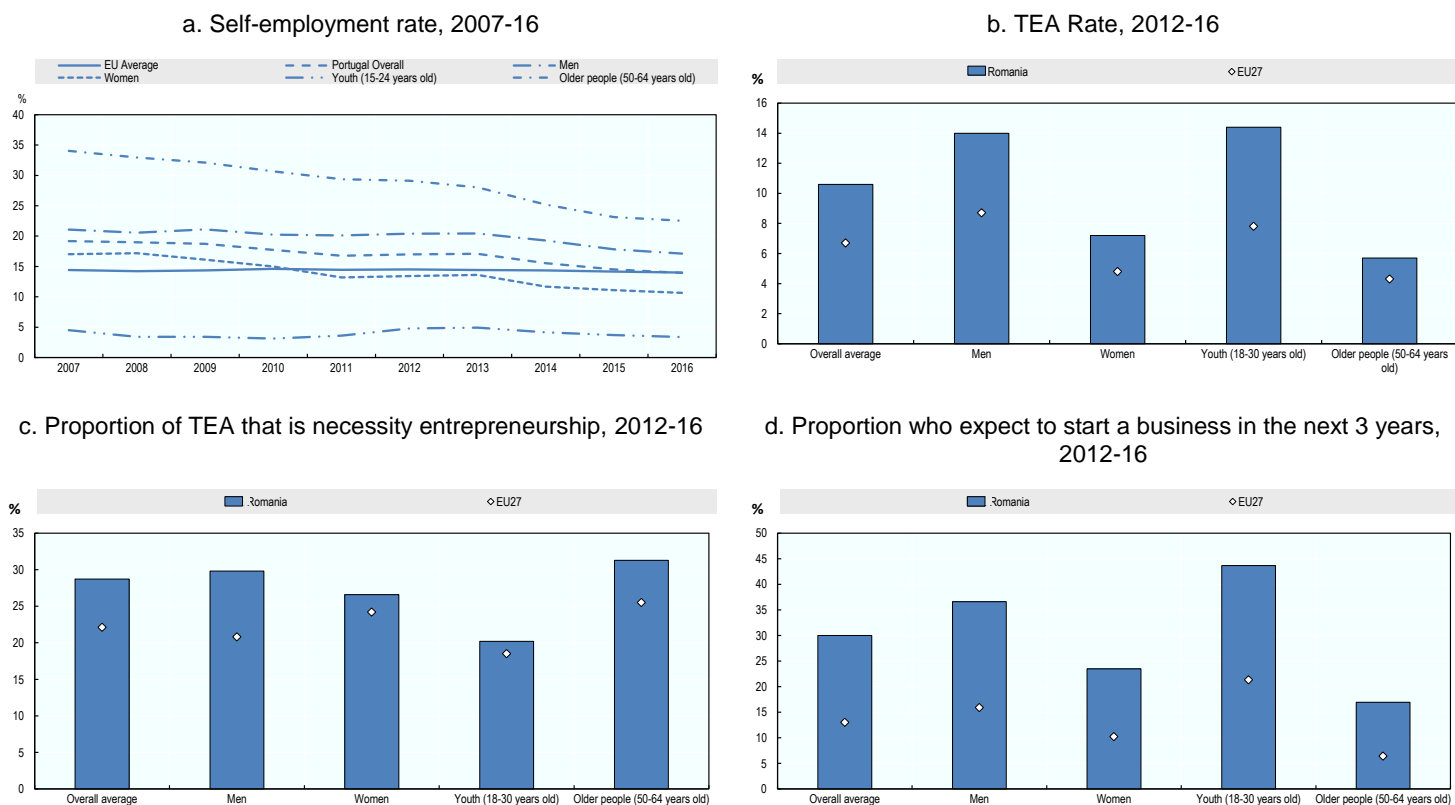 a. Self-employment rate, 2007-16
EU Average
Portugal Overall
Men
Women
Youth (15-24 years old)
Older people (50-64 years old)
%
40
35
30
25
20
15
10
5
0
2007 2008 2009 2010 2011 2012 2013 2014 2015 2016
b. TEA Rate, 2012-16
Romania
EU27
%
16
14
12
10
8
6
4
2
0
Overall average
Men
Women
Youth (18-30 years old)
Older people (50-64 years
old)
c. Proportion of TEA that is necessity entrepreneurship, 2012-16
Romania
EU27
%
35
30
25
20
15
10
5
0
Overall average
Men
Women
Youth (18-30 years old)
Older people (50-64 years old)
d. Proportion who expect to start a business in the next 3 years,
2012-16
Romania
EU27
%
50
45
40
35
30
25
20
15
10
5
0
Overall average
Men
Women
Youth (18-30 years old)
Older people (50-64 years old)